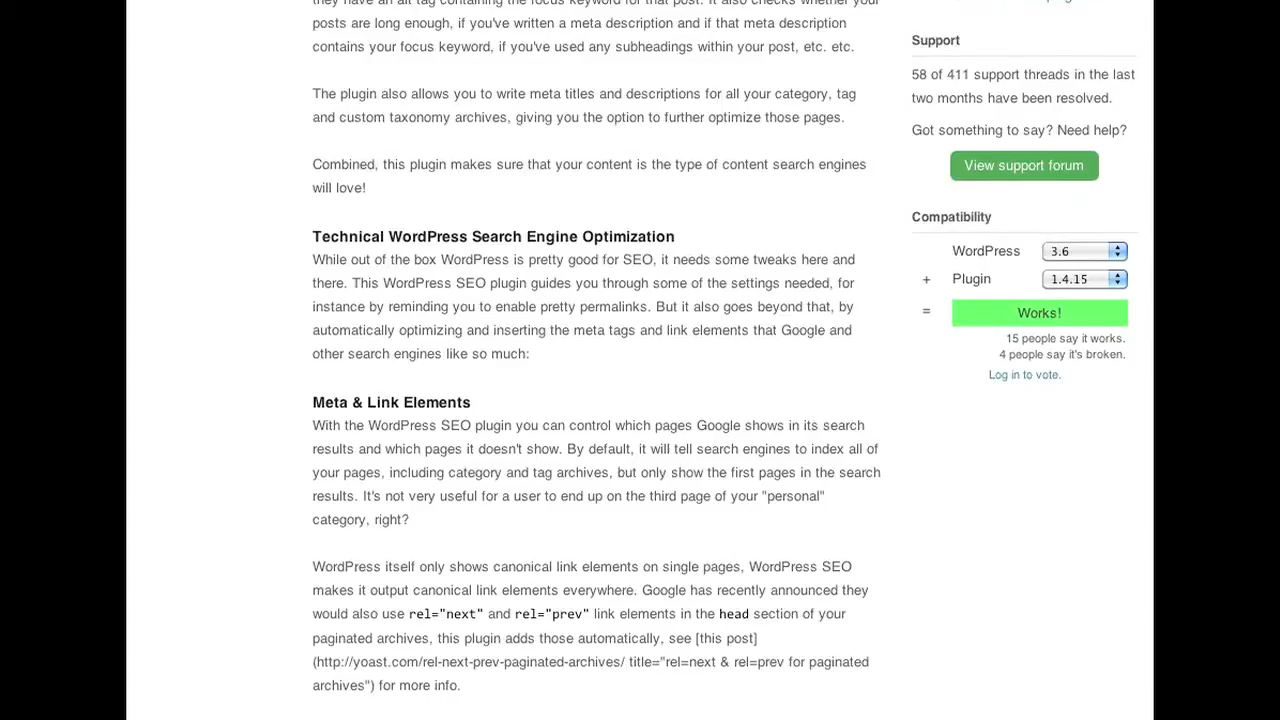 they have an alt tag containing the focus keyword for that post. It also checks whether your
posts are long enough, if you've written a meta description and if that meta description
contains your focus keyword, if you've used any subheadings within your post, etc. etc.
The plugin also allows you to write meta titles and descriptions for all your category, tag
and custom taxonomy archives, giving you the option to further optimize those pages.
Combined, this plugin makes sure that your content is the type of content search engines
will love!
Technical WordPress Search Engine Optimization
While out of the box WordPress is pretty good for SEO, it needs some tweaks here and
there. This WordPress SEO plugin guides you through some of the settings needed, for
instance by reminding you to enable pretty permalinks. But it also goes beyond that, by
automatically optimizing and inserting the meta tags and link elements that Google and
other search engines like so much:
Meta & Link Elements
With the WordPress SEO plugin you can control which pages Google shows in its search
results and which pages it doesn't show. By default, it will tell search engines to index all of
your pages, including category and tag archives, but only show the first pages in the search
results. It's not very useful for a user to end up on the third page of your "personal"
category, right?
WordPress itself only shows canonical link elements on single pages, WordPress SEO
makes it output canonical link elements everywhere. Google has recently announced they
would also use rel="next" and rel="prev" link elements in the head section of your
paginated archives, this plugin adds those automatically, see [this post]
(http://yoast.com/rel-next-prev-paginated-archives/ title="rel=next & rel=prev for paginated
archives") for more info.
Support
58 of 411 support threads in the last
two months have been resolved.
Got something to say? Need help?
View support forum
Compatibility
WordPress 3.6
+ Plugin 1.4.15
= Works!
15 people say it works.
4 people say it's broken.
Log in to vote.